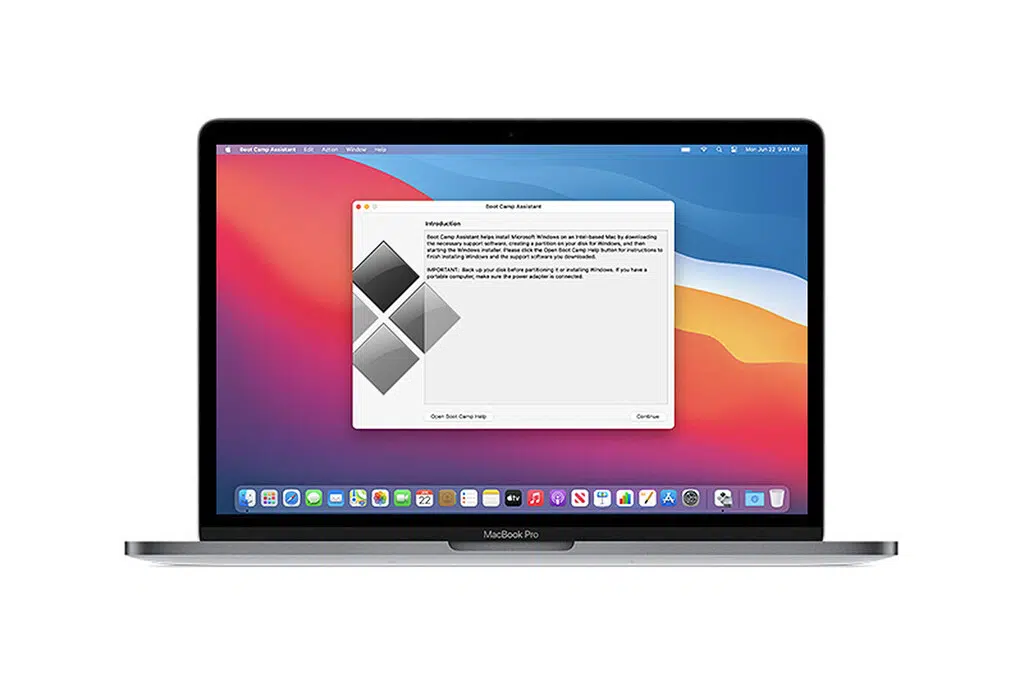 Boot Camp Assistant Edit Action Window Help Mon Jun 22 9:41 AM
Boot Camp Assistant
Introduction
Boot Camp Assistant helps install Microsoft Windows on an Intel-based Mac by downloading
the necessary support software, creating a partition on your disk for Windows, and then
starting the Windows installer. Please click the Open Boot Camp Help button for instructions to
finish installing Windows and the support software you downloaded.
IMPORTANT: Back up your disk before partitioning it or installing Windows. If you have a
portable computer, make sure the power adapter is connected.
Open Boot Camp Help Continue
22
tv
MacBook Pro